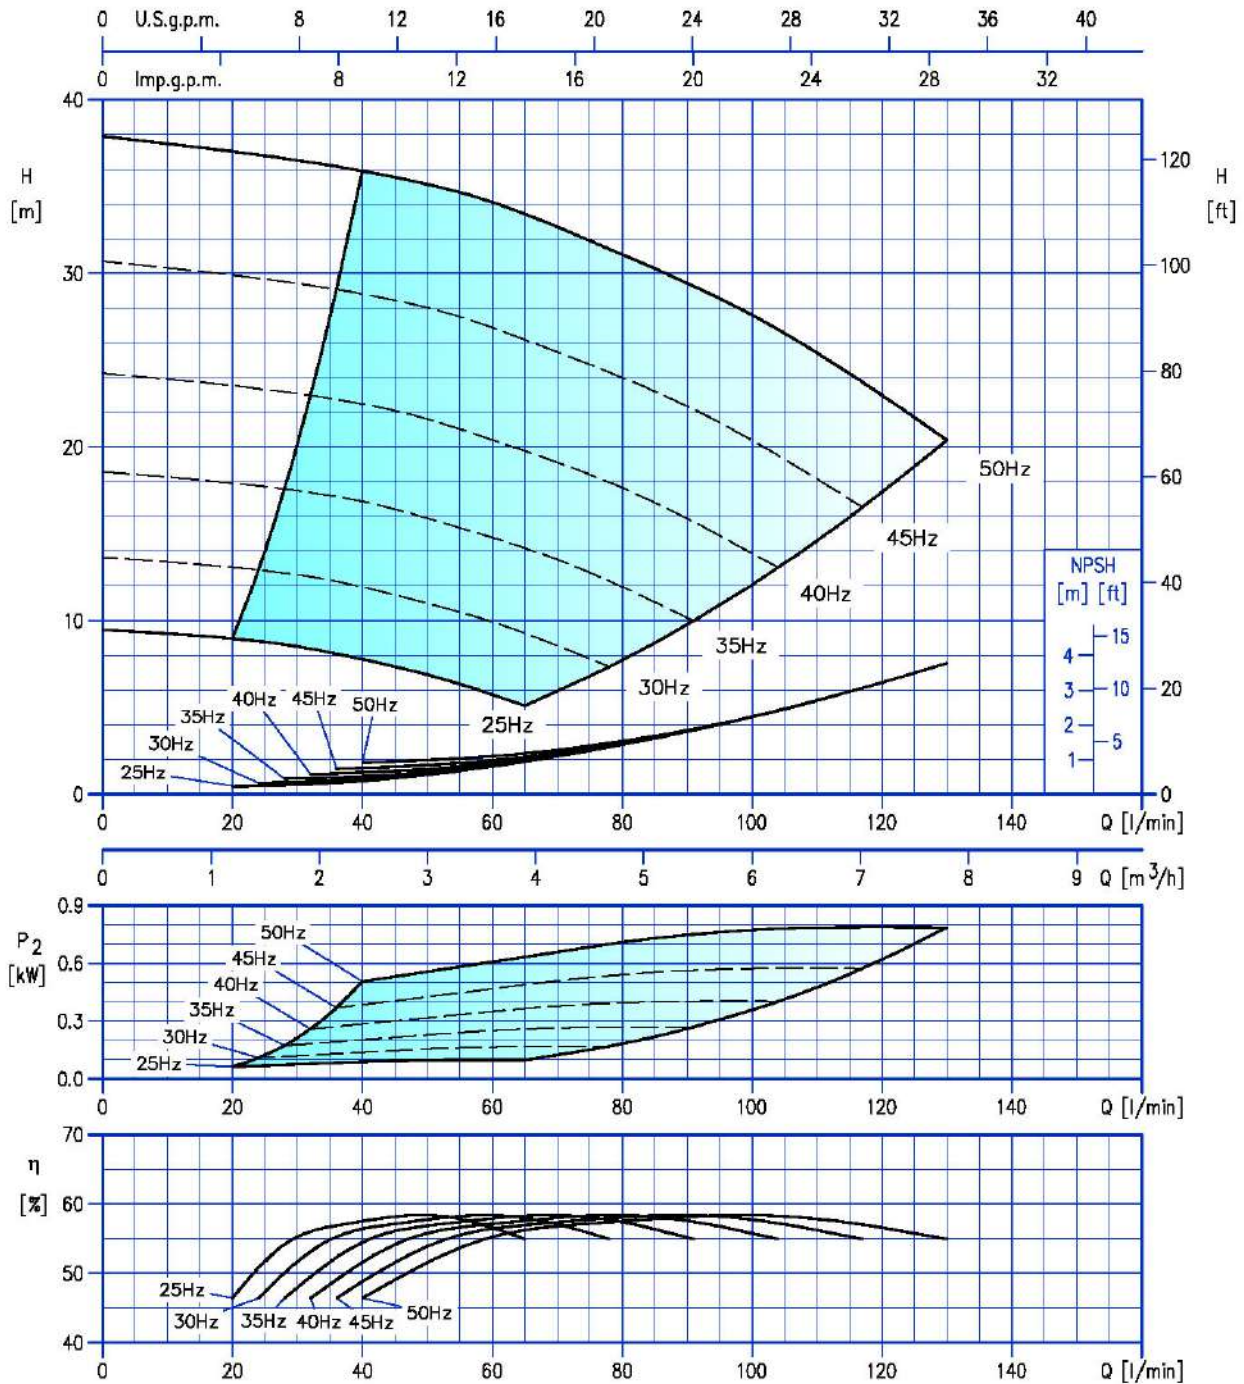 0 U.S.g.p.m. 8 12 16 20 24 28 32 36 40
0 Imp.g.p.m. 8 12 16 20 24 28 32
40
H
[m]
30
20
10
0
120
H
[ft]
100
80
60
40
20
0
50Hz
45Hz
40Hz
35Hz
30Hz
25Hz
NPSH
[m] [ft]
15
4
3 10
2
5
1
50Hz
45Hz
40Hz
35Hz
30Hz
25Hz
0 20 40 60 80 100 120 140 Q [l/min]
0 1 2 3 4 5 6 7 8 9 Q [m³/h]
0.9
P2
[kW]
0.6
0.3
0.0
50Hz
45Hz
40Hz
35Hz
30Hz
25Hz
0 20 40 60 80 100 120 140 Q [l/min]
70
η
[%]
60
50
40
25Hz
30Hz 35Hz 40Hz 45Hz 50Hz
0 20 40 60 80 100 120 140 Q [l/min]